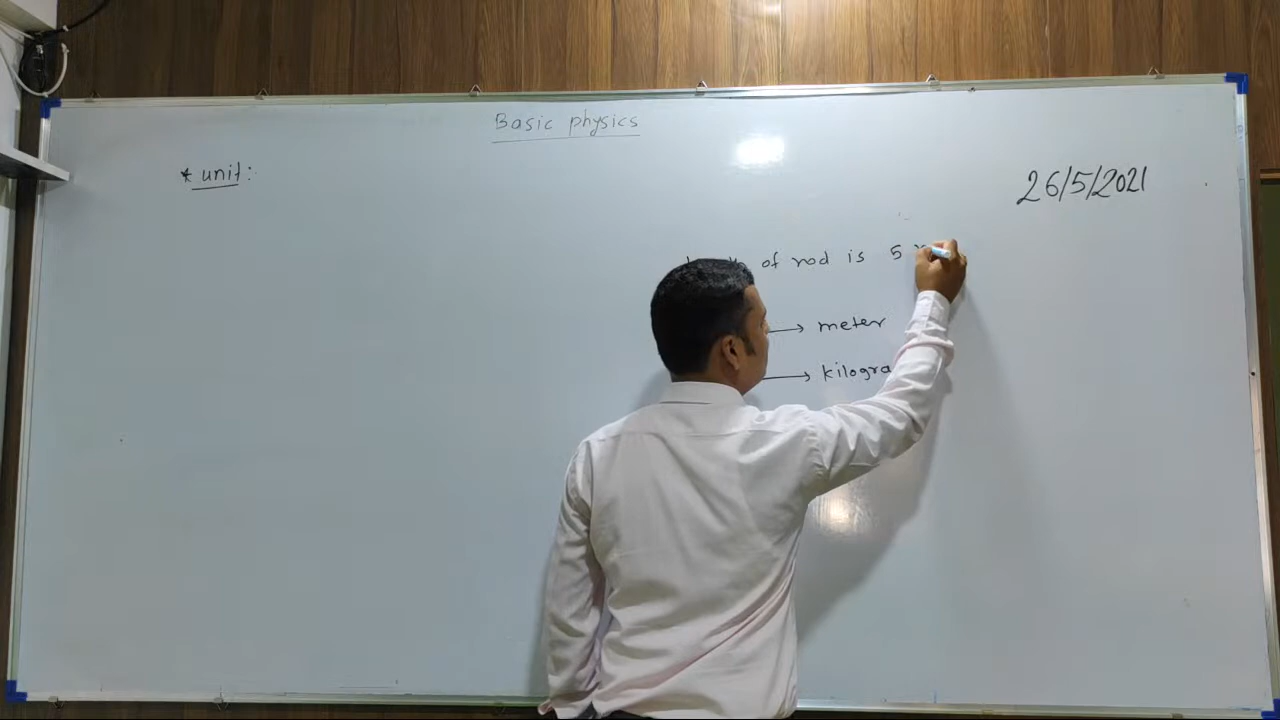 Basic physics
* unit:
26/5/2021
of rod is 5
→ meter
→ kilogra